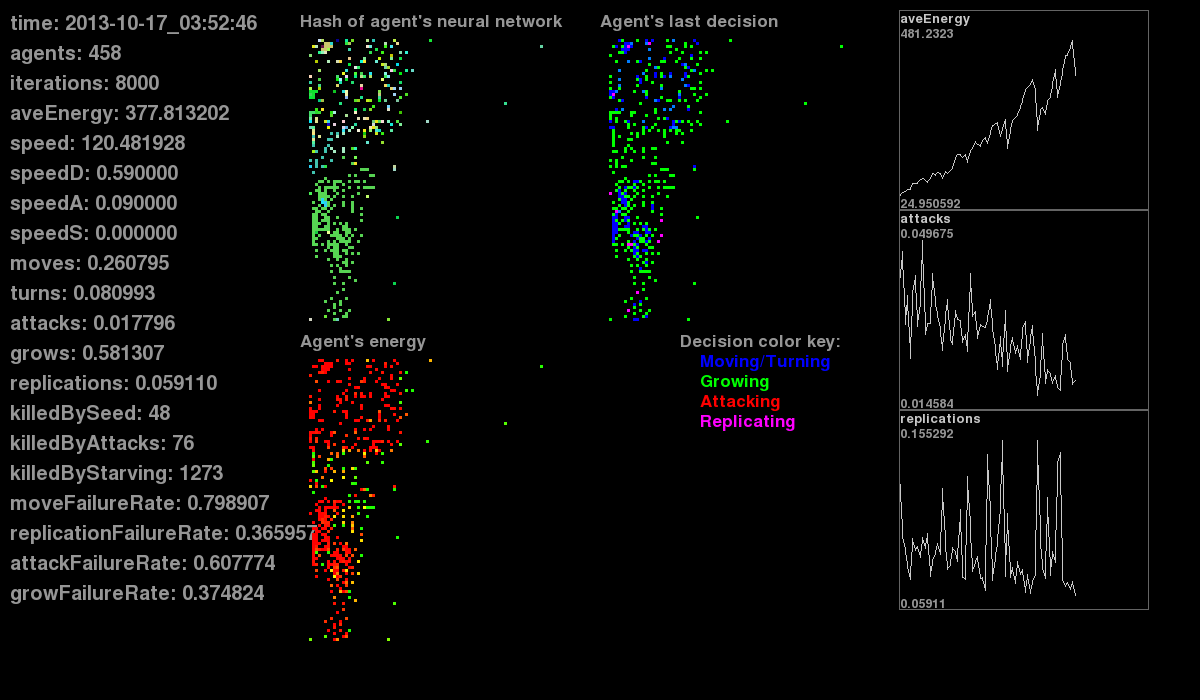 time: 2013-10-17_03:52:46
agents: 458
iterations: 8000
aveEnergy: 377.813202
speed: 120.481928
speedD: 0.590000
speedA: 0.090000
speedS: 0.000000
moves: 0.260795
turns: 0.080993
attacks: 0.017796
grows: 0.581307
replications: 0.059110
killedBySeed: 48
killedByAttacks: 76
killedByStarving: 1273
moveFailureRate: 0.798907
replicationFailureRate: 0.365957
attackFailureRate: 0.607774
growFailureRate: 0.374824
Hash of agent's neural network
Agent's last decision
Agent's energy
Decision color key:
Moving/Turning
Growing
Attacking
Replicating
aveEnergy
481.2323
24.950592
attacks
0.049675
0.014584
replications
0.155292
0.05911